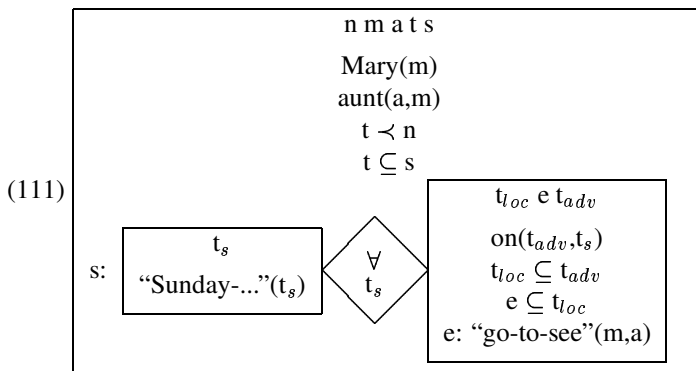 n m a t s
Mary(m)
aunt(a,m)
t ≺ n
t ⊆ s
(111)
s:
t_s
"Sunday-..."(t_s)
∀
t_s
t_loc e t_adv
on(t_adv,t_s)
t_loc ⊆ t_adv
e ⊆ t_loc
e: "go-to-see"(m,a)